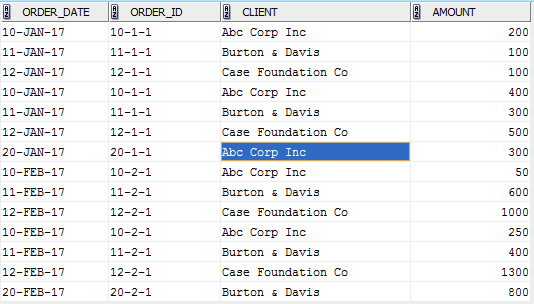 ORDER_DATE ORDER_ID CLIENT AMOUNT
10-JAN-17 10-1-1 Abc Corp Inc 200
11-JAN-17 11-1-1 Burton & Davis 100
12-JAN-17 12-1-1 Case Foundation Co 100
10-JAN-17 10-1-1 Abc Corp Inc 400
11-JAN-17 11-1-1 Burton & Davis 300
12-JAN-17 12-1-1 Case Foundation Co 500
20-JAN-17 20-1-1 Abc Corp Inc 300
10-FEB-17 10-2-1 Abc Corp Inc 50
11-FEB-17 11-2-1 Burton & Davis 600
12-FEB-17 12-2-1 Case Foundation Co 1000
10-FEB-17 10-2-1 Abc Corp Inc 250
11-FEB-17 11-2-1 Burton & Davis 400
12-FEB-17 12-2-1 Case Foundation Co 1300
20-FEB-17 20-2-1 Burton & Davis 800